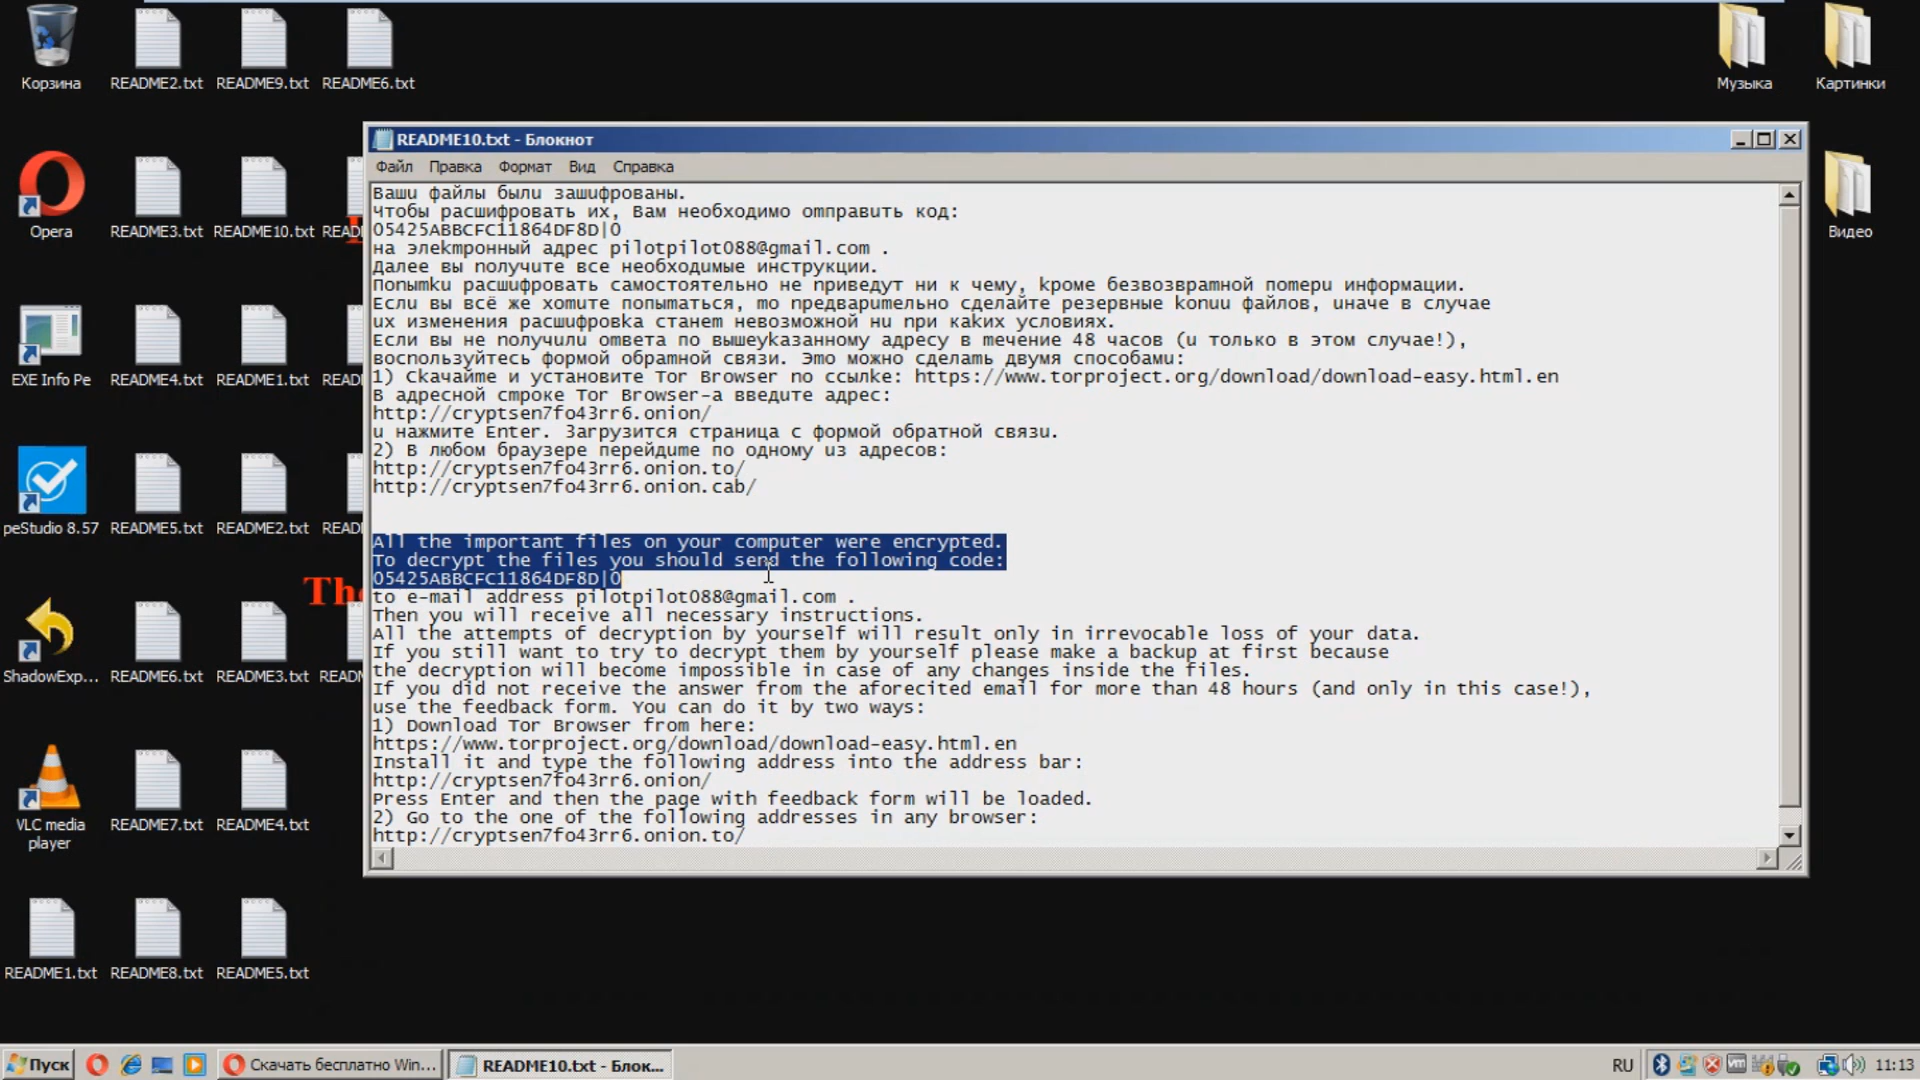 Корзина
README2.txt
README9.txt
README6.txt
Музыка
Картинки
Opera
README3.txt
README10.txt
READ
Видео
EXE Info Pe
README4.txt
README1.txt
READ
peStudio 8.57
README5.txt
README2.txt
READ
ShadowExp...
README6.txt
README3.txt
READ
The
VLC media
player
README7.txt
README4.txt
README1.txt
README8.txt
README5.txt
README10.txt - Блокнот
Файл Правка Формат Вид Справка
Ваши файлы были зашифрованы.
Чтобы расшифровать их, Вам необходимо отправить код:
05425ABBCFC11864DF8D|0
на электронный адрес pilotpilot088@gmail.com .
Далее вы получите все необходимые инструкции.
Попытки расшифровать самостоятельно не приведут ни к чему, кроме безвозвратной потери информации.
Если вы всё же хотите попытаться, то предварительно сделайте резервные копии файлов, иначе в случае
их изменения расшифровка станет невозможной ни при каких условиях.
Если вы не получили ответа по вышеуказанному адресу в течение 48 часов (и только в этом случае!),
воспользуйтесь формой обратной связи. Это можно сделать двумя способами:
1) Скачайте и установите Tor Browser по ссылке: https://www.torproject.org/download/download-easy.html.en
В адресной строке Tor Browser-а введите адрес:
http://cryptsen7fo43rr6.onion/
и нажмите Enter. Загрузится страница с формой обратной связи.
2) В любом браузере перейдите по одному из адресов:
http://cryptsen7fo43rr6.onion.to/
http://cryptsen7fo43rr6.onion.cab/
All the important files on your computer were encrypted.
To decrypt the files you should send the following code:
05425ABBCFC11864DF8D|0
to e-mail address pilotpilot088@gmail.com .
Then you will receive all necessary instructions.
All the attempts of decryption by yourself will result only in irrevocable loss of your data.
If you still want to try to decrypt them by yourself please make a backup at first because
the decryption will become impossible in case of any changes inside the files.
If you did not receive the answer from the aforecited email for more than 48 hours (and only in this case!),
use the feedback form. You can do it by two ways:
1) Download Tor Browser from here:
https://www.torproject.org/download/download-easy.html.en
Install it and type the following address into the address bar:
http://cryptsen7fo43rr6.onion/
Press Enter and then the page with feedback form will be loaded.
2) Go to the one of the following addresses in any browser:
http://cryptsen7fo43rr6.onion.to/
Пуск
Скачать бесплатно Win...
README10.txt - Блок...
RU
11:13